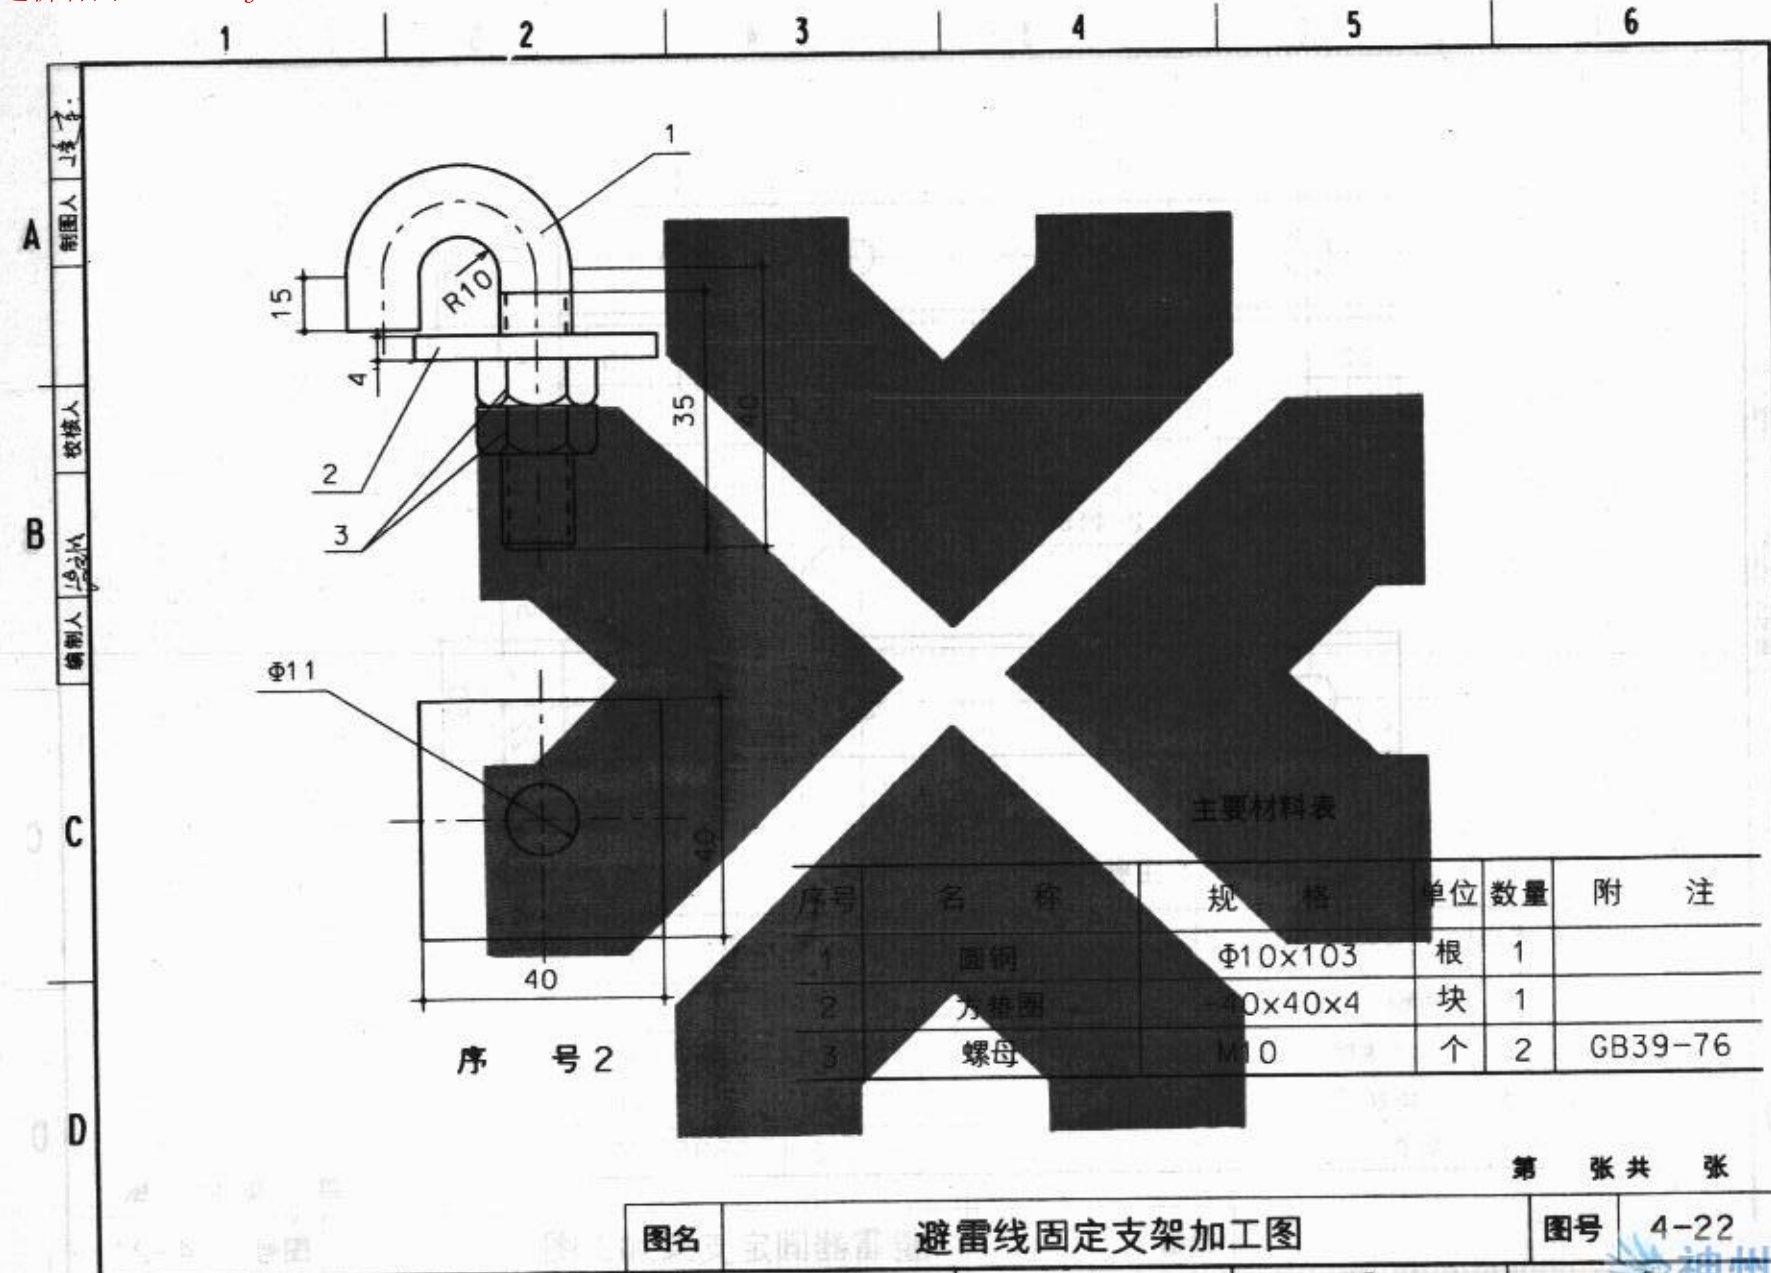 1 2 3 4 5 6
A
B
C
D
制图人
校核人
编制人
1
15
R10
4
2
3
35
40
Φ11
40
40
序 号2
主要材料表
序号 名 称 规 格 单位 数量 附 注
1 圆钢 Φ10x103 根 1
2 方垫圈 -40x40x4 块 1
3 螺母 M10 个 2 GB39-76
第 张共 张
图名 避雷线固定支架加工图 图号 4-22
神州